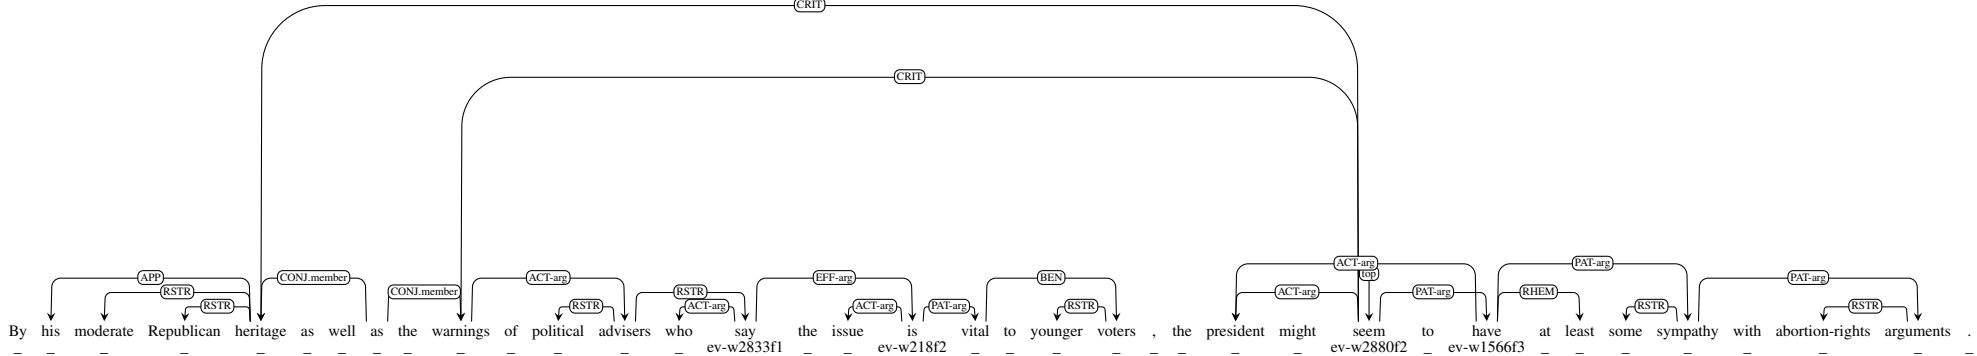 CRIT
CRIT
ACT-arg
PAT-arg
top
APP
CONJ.member
ACT-arg
EFF-arg
BEN
PAT-arg
RSTR
CONJ.member
RSTR
ACT-arg
PAT-arg
RHEM
RSTR
RSTR
ACT-arg
ACT-arg
PAT-arg
RSTR
RSTR
RSTR
By his moderate Republican heritage as well as the warnings of political advisers who say the issue is vital to younger voters , the president might seem to have at least some sympathy with abortion-rights arguments .
ev-w2833f1 ev-w218f2 ev-w2880f2 ev-w1566f3
_ _ _ _ _ _ _ _ _ _ _ _ _ _ _ _ _ _ _ _ _ _ _ _ _ _ _ _ _ _ _ _ _ _ _ _